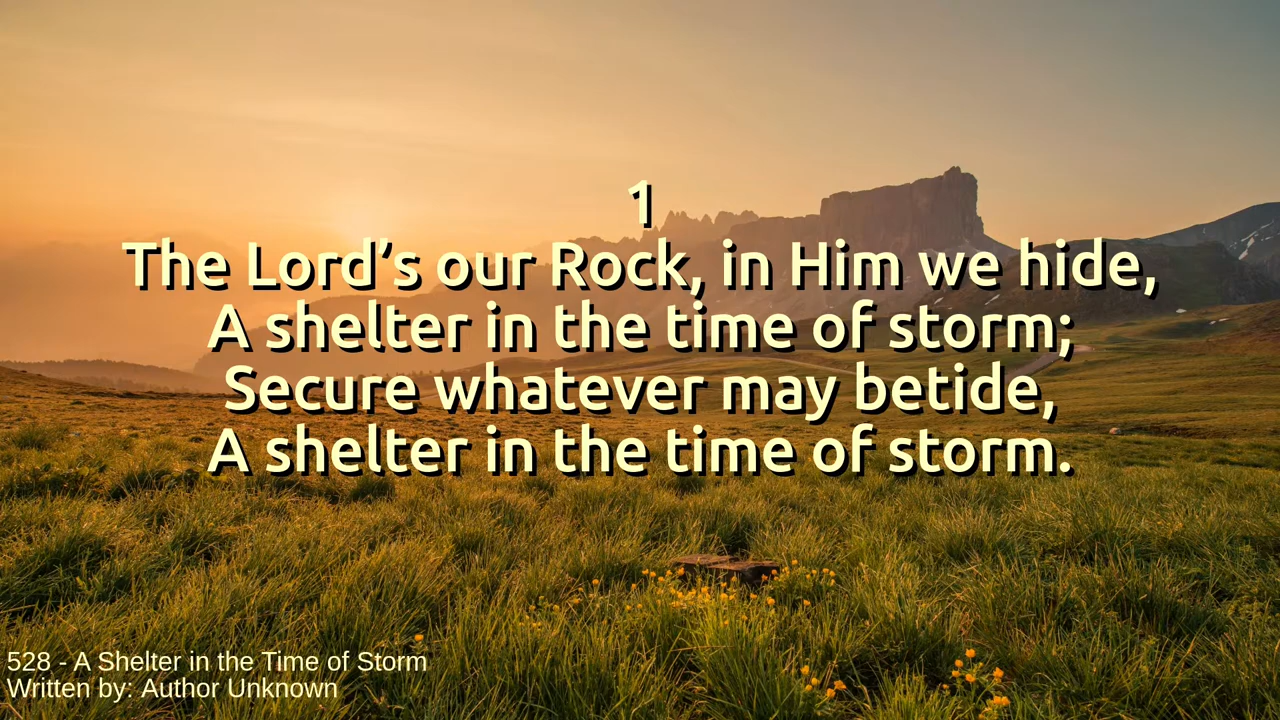 1
The Lord’s our Rock, in Him we hide,
A shelter in the time of storm;
Secure whatever may betide,
A shelter in the time of storm.
528 - A Shelter in the Time of Storm
Written by: Author Unknown